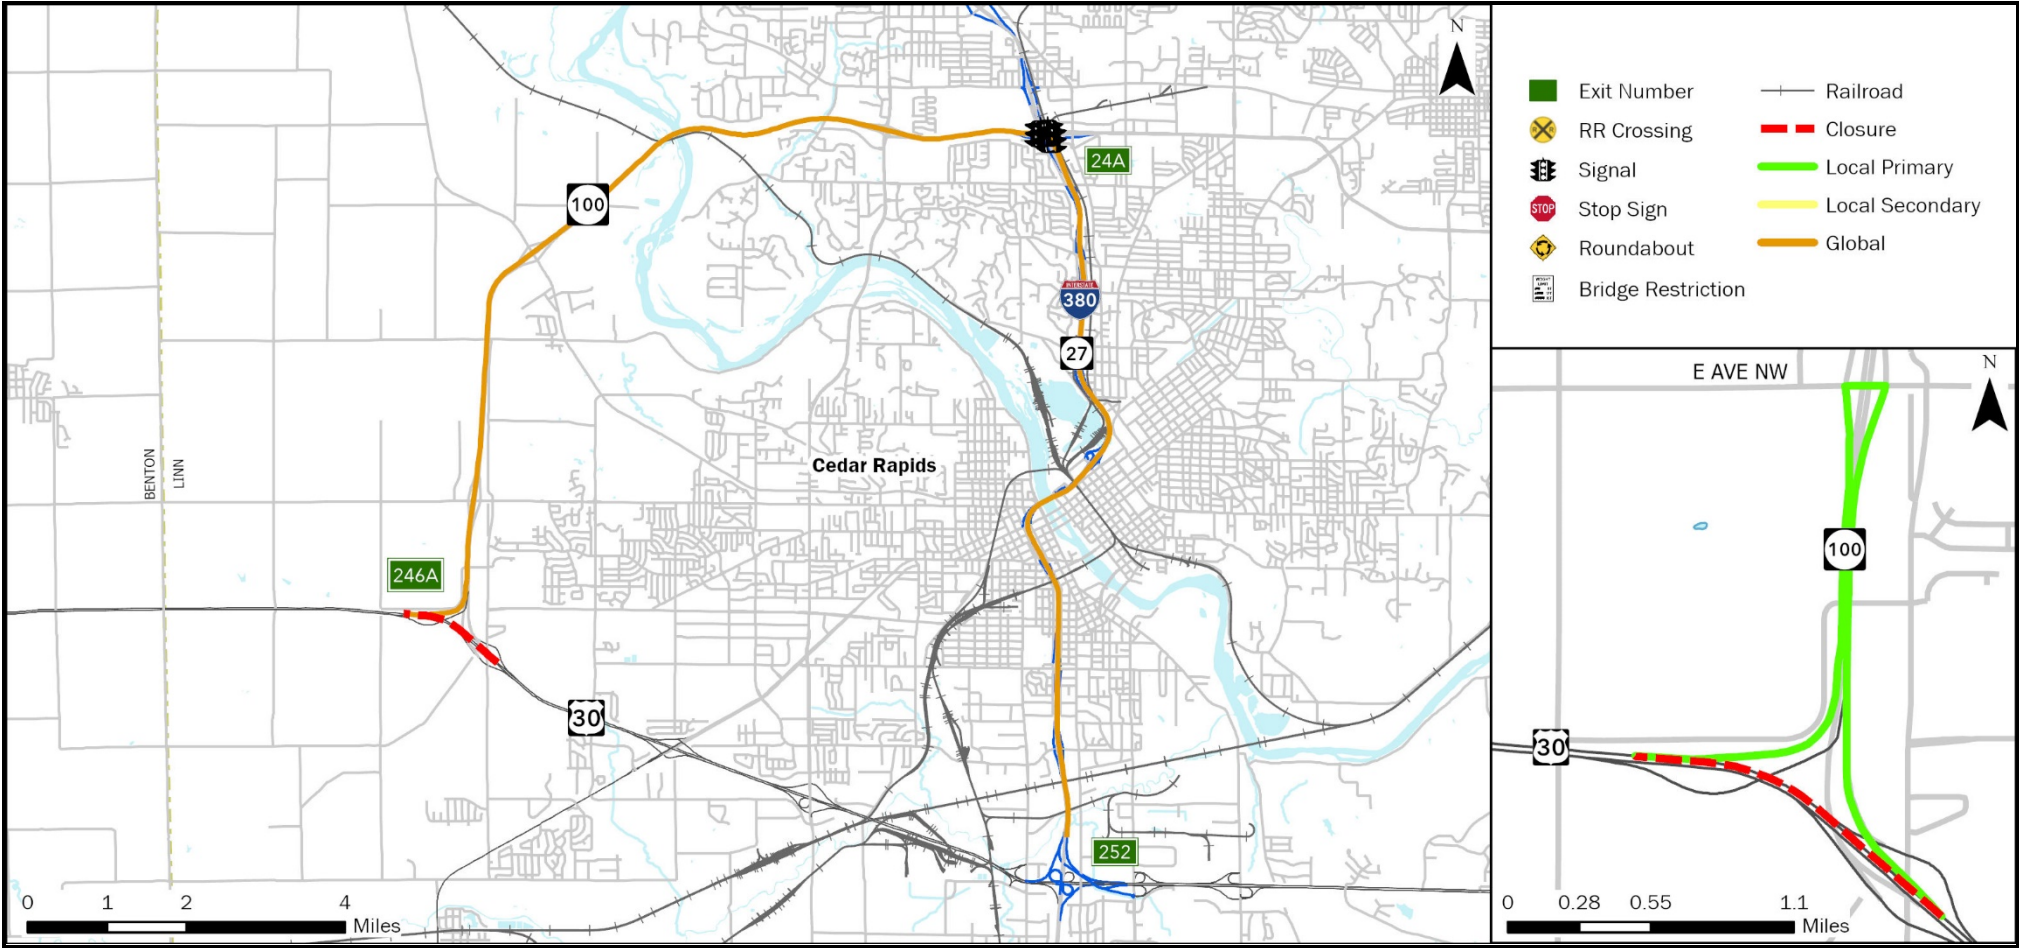 N
24A
100
INTERSTATE
380
27
BENTON
LINN
Cedar Rapids
246A
30
252
0 1 2 4
Miles
Exit Number
RR Crossing
Signal
STOP
Stop Sign
Roundabout
Bridge Restriction
Railroad
Closure
Local Primary
Local Secondary
Global
E AVE NW
N
100
30
0 0.28 0.55 1.1
Miles